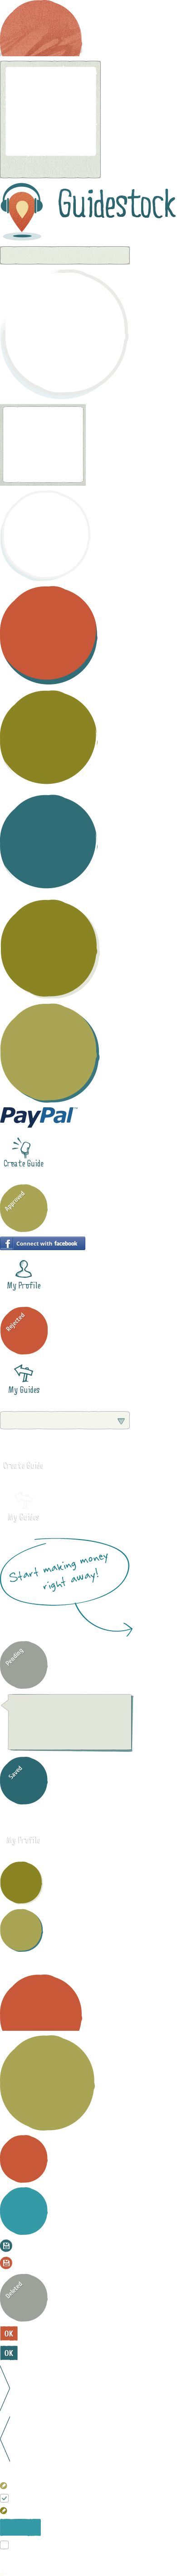 Guidestock
PayPal™
Create Guide
Approved
Connect with facebook
My Profile
Rejected
My Guides
Create Guide
My Guides
Start making money
right away!
Pending
Saved
My Profile
Deleted
OK
OK